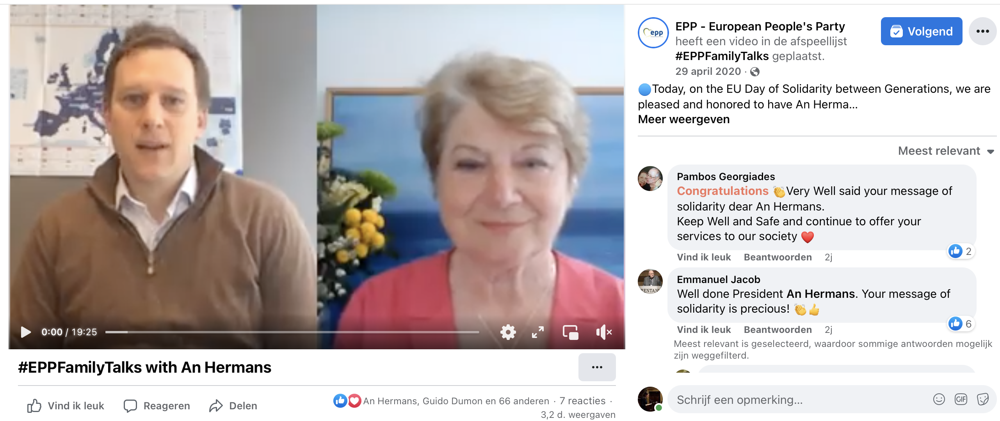 0:00 / 19:25
#EPPFamilyTalks with An Hermans
Vind ik leuk
Reageren
Delen
An Hermans, Guido Dumon en 66 anderen · 7 reacties ·
3,2 d. weergaven
epp
EPP - European People's Party
heeft een video in de afspeellijst
#EPPFamilyTalks geplaatst.
29 april 2020 ·
Volgend
Today, on the EU Day of Solidarity between Generations, we are
pleased and honored to have An Herma...
Meer weergeven
Meest relevant
Pambos Georgiades
Congratulations 👏Very Well said your message of
solidarity dear An Hermans.
Keep Well and Safe and continue to offer your
services to our society ❤️
2
Vind ik leuk Beantwoorden 2j
Emmanuel Jacob
Well done President An Hermans. Your message of
solidarity is precious! 👏👍
6
Vind ik leuk Beantwoorden 2j
Meest relevant is geselecteerd, waardoor sommige antwoorden mogelijk
zijn weggefilterd.
Schrijf een opmerking...
GIF